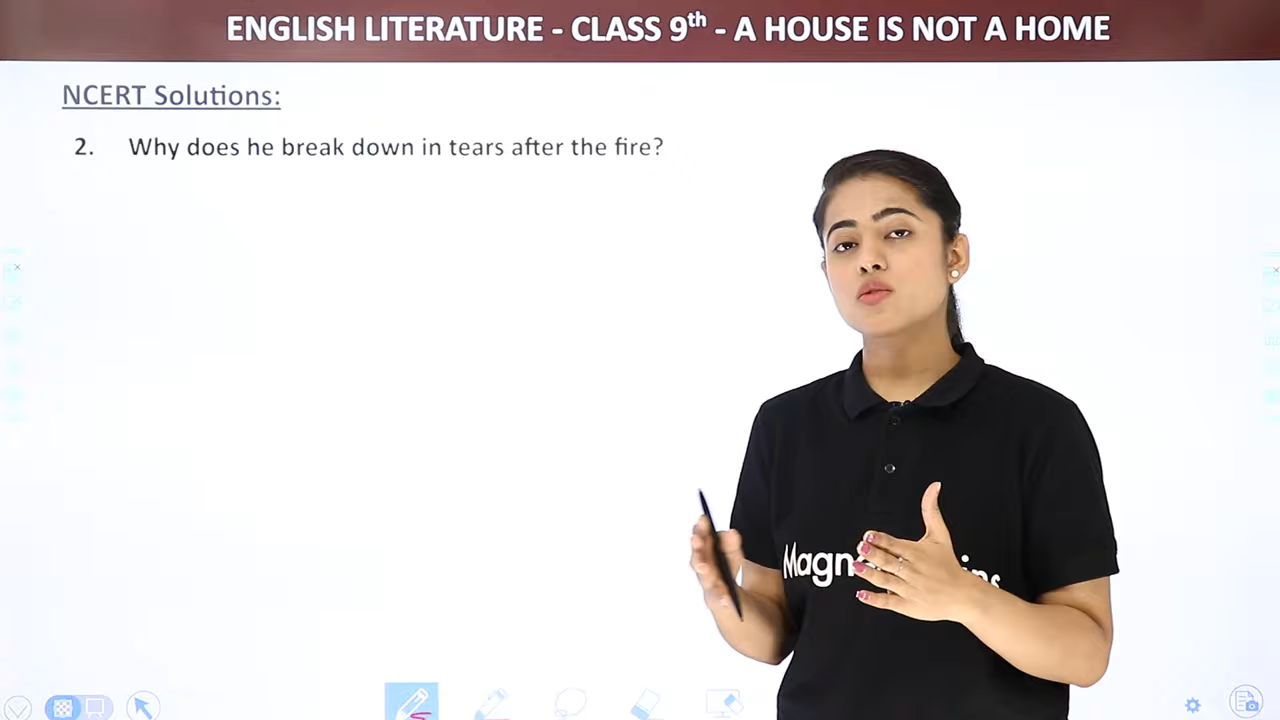 ENGLISH LITERATURE - CLASS 9th - A HOUSE IS NOT A HOME
NCERT Solutions:
2. Why does he break down in tears after the fire?